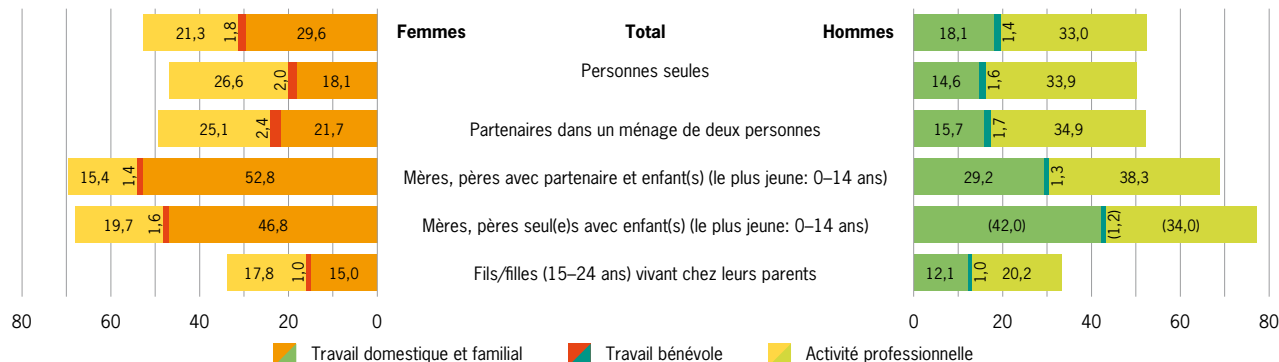 Femmes Total Hommes
21,3 1,8 29,6 18,1 1,4 33,0
26,6 2,0 18,1 Personnes seules 14,6 1,6 33,9
25,1 2,4 21,7 Partenaires dans un ménage de deux personnes 15,7 1,7 34,9
15,4 1,4 52,8 Mères, pères avec partenaire et enfant(s) (le plus jeune: 0–14 ans) 29,2 1,3 38,3
19,7 1,6 46,8 Mères, pères seul(e)s avec enfant(s) (le plus jeune: 0–14 ans) (42,0) (1,2) (34,0)
17,8 1,0 15,0 Fils/filles (15–24 ans) vivant chez leurs parents 12,1 1,0 20,2
80 60 40 20 0 0 20 40 60 80
Travail domestique et familial Travail bénévole Activité professionnelle